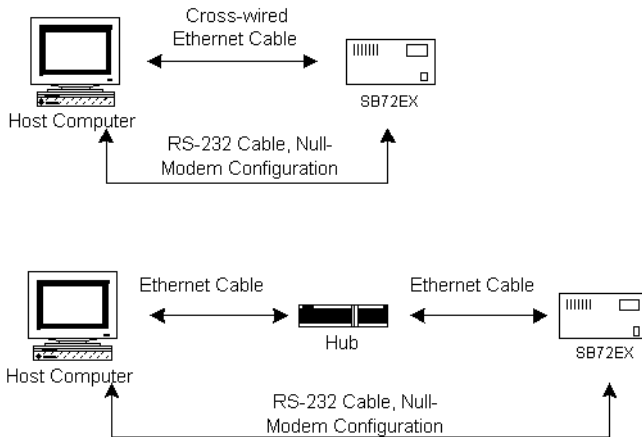 Cross-wired
Ethernet Cable
SB72EX
Host Computer
RS-232 Cable, Null-
Modem Configuration
Ethernet Cable
Ethernet Cable
Hub
SB72EX
Host Computer
RS-232 Cable, Null-
Modem Configuration